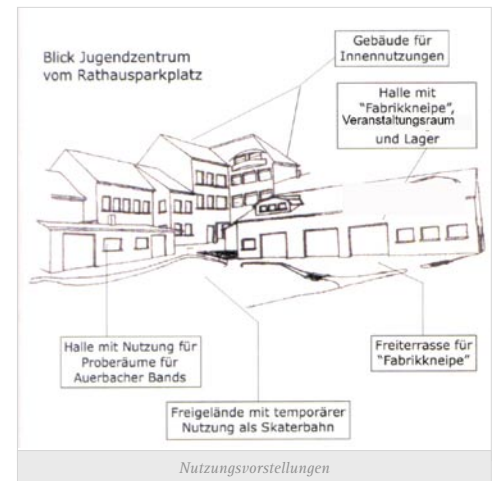 Blick Jugendzentrum
vom Rathausparkplatz
Gebäude für
Innennutzungen
Halle mit
"Fabrikkneipe",
Veranstaltungsraum
und Lager
Halle mit Nutzung für
Proberäume für
Auerbacher Bands
Freiterrasse für
"Fabrikkneipe"
Freigelände mit temporärer
Nutzung als Skaterbahn
Nutzungsvorstellungen